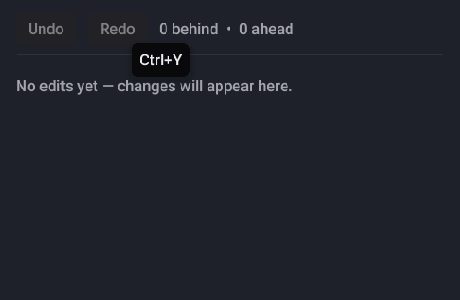 Undo Redo 0 behind • 0 ahead
Ctrl+Y
No edits yet — changes will appear here.